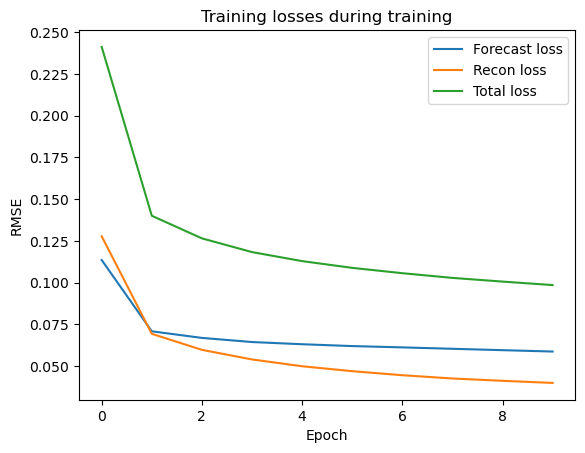 Training losses during training
0.250
0.225
0.200
0.175
0.150
0.125
0.100
0.075
0.050
RMSE
Forecast loss
Recon loss
Total loss
0 2 4 6 8
Epoch